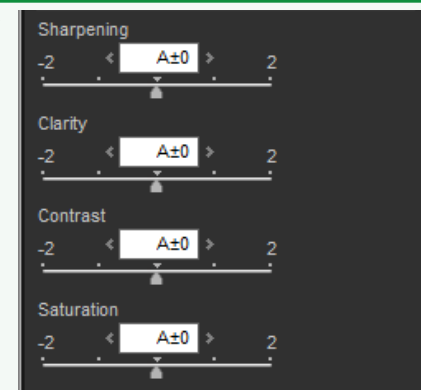 Sharpening
-2 A±0 2
Clarity
-2 A±0 2
Contrast
-2 A±0 2
Saturation
-2 A±0 2